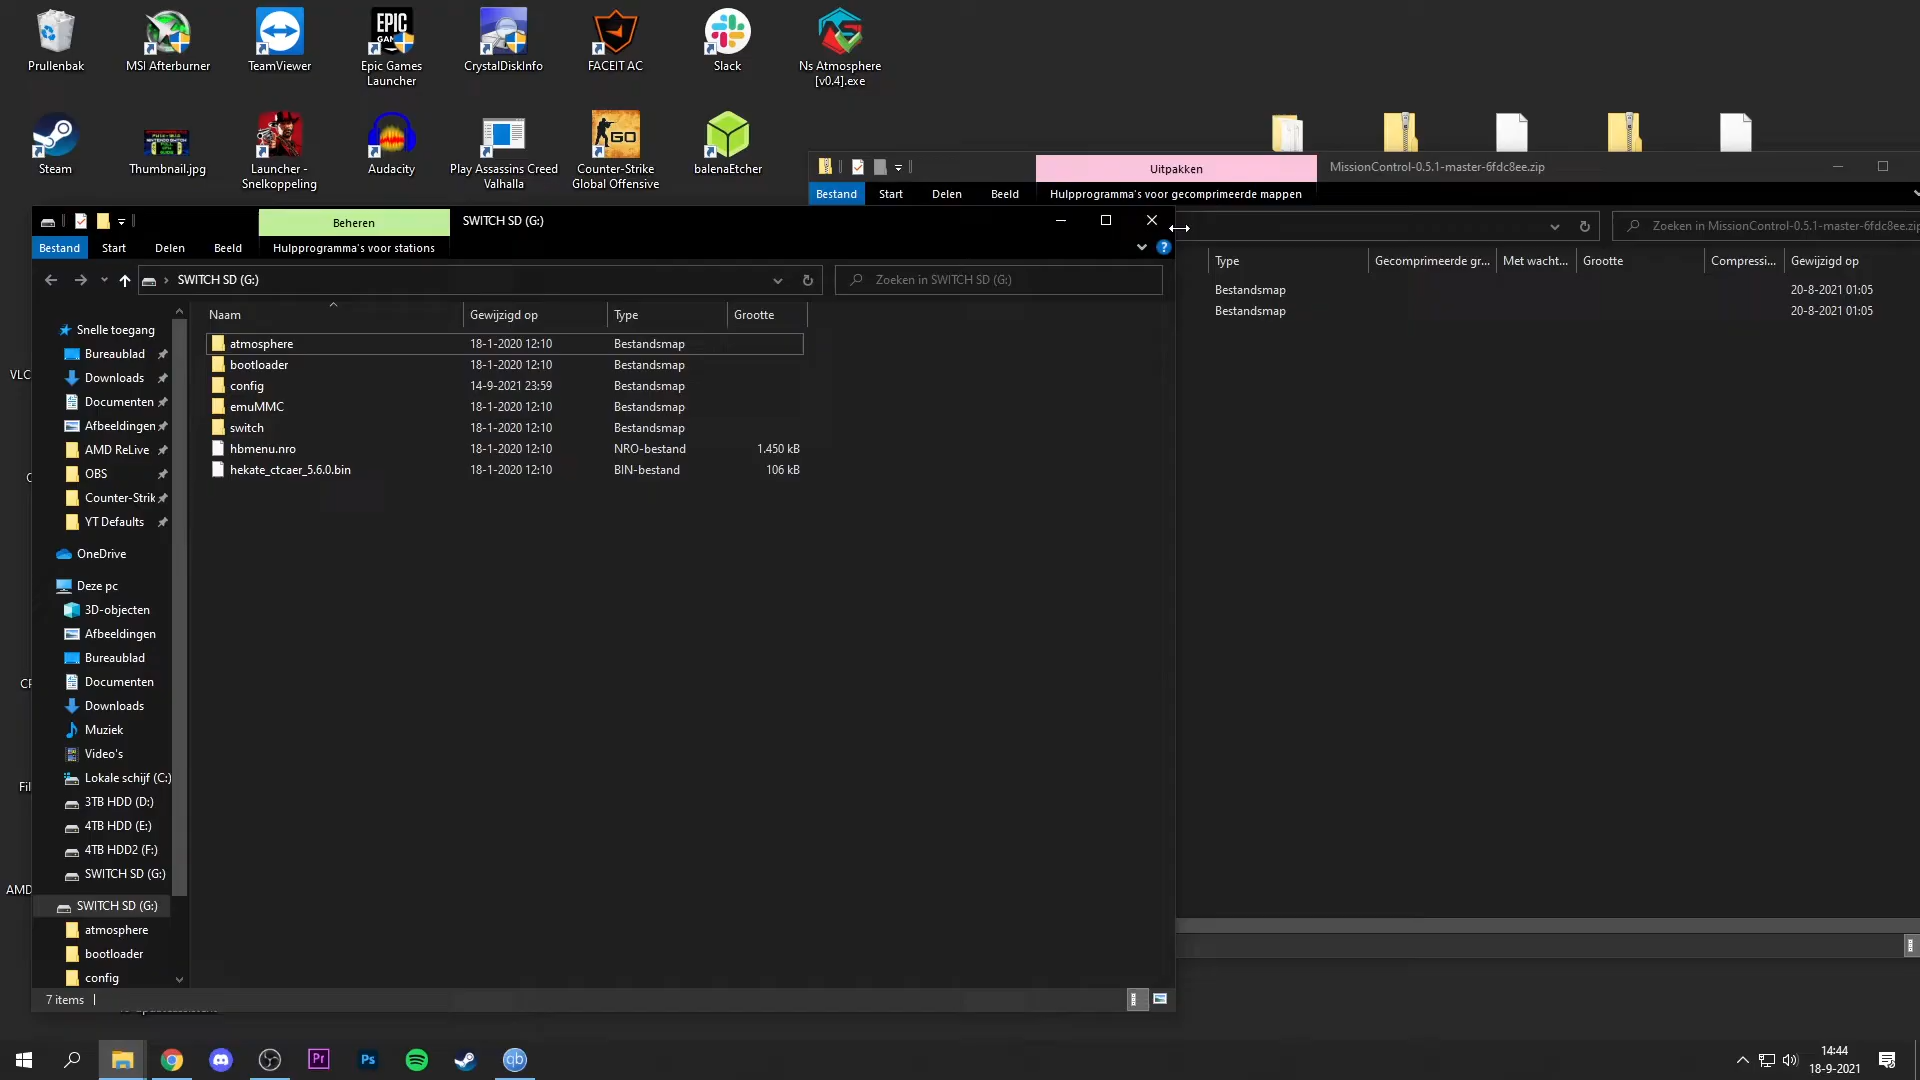 Prullenbak
MSI Afterburner
TeamViewer
Epic Games
Launcher
CrystalDiskInfo
FACEIT AC
Slack
Ns Atmosphere
[v0.4].exe
Steam
Thumbnail.jpg
Launcher -
Snelkoppeling
Audacity
Play Assassins Creed
Valhalla
Counter-Strike
Global Offensive
balenaEtcher
Uitpakken
MissionControl-0.5.1-master-6fdc8ee.zip
Bestand
Start
Delen
Beeld
Hulpprogramma's voor gecomprimeerde mappen
Zoeken in MissionControl-0.5.1-master-6fdc8ee.zip
Type
Gecomprimeerde gr...
Met wacht...
Grootte
Compressi...
Gewijzigd op
Bestandsmap
20-8-2021 01:05
Bestandsmap
20-8-2021 01:05
Beheren
SWITCH SD (G:)
Bestand
Start
Delen
Beeld
Hulpprogramma's voor stations
SWITCH SD (G:)
Zoeken in SWITCH SD (G:)
Naam
Gewijzigd op
Type
Grootte
atmosphere 18-1-2020 12:10 Bestandsmap
bootloader 18-1-2020 12:10 Bestandsmap
config 14-9-2021 23:59 Bestandsmap
emuMMC 18-1-2020 12:10 Bestandsmap
switch 18-1-2020 12:10 Bestandsmap
hbmenu.nro 18-1-2020 12:10 NRO-bestand 1.450 kB
hekate_ctcaer_5.6.0.bin 18-1-2020 12:10 BIN-bestand 106 kB
Snelle toegang
Bureaublad
Downloads
Documenten
Afbeeldingen
AMD ReLive
OBS
Counter-Strik
YT Defaults
OneDrive
Deze pc
3D-objecten
Afbeeldingen
Bureaublad
Documenten
Downloads
Muziek
Video's
Lokale schijf (C:)
3TB HDD (D:)
4TB HDD (E:)
4TB HDD2 (F:)
SWITCH SD (G:)
SWITCH SD (G:)
atmosphere
bootloader
config
7 items
VLC
AMD
14:44
18-9-2021